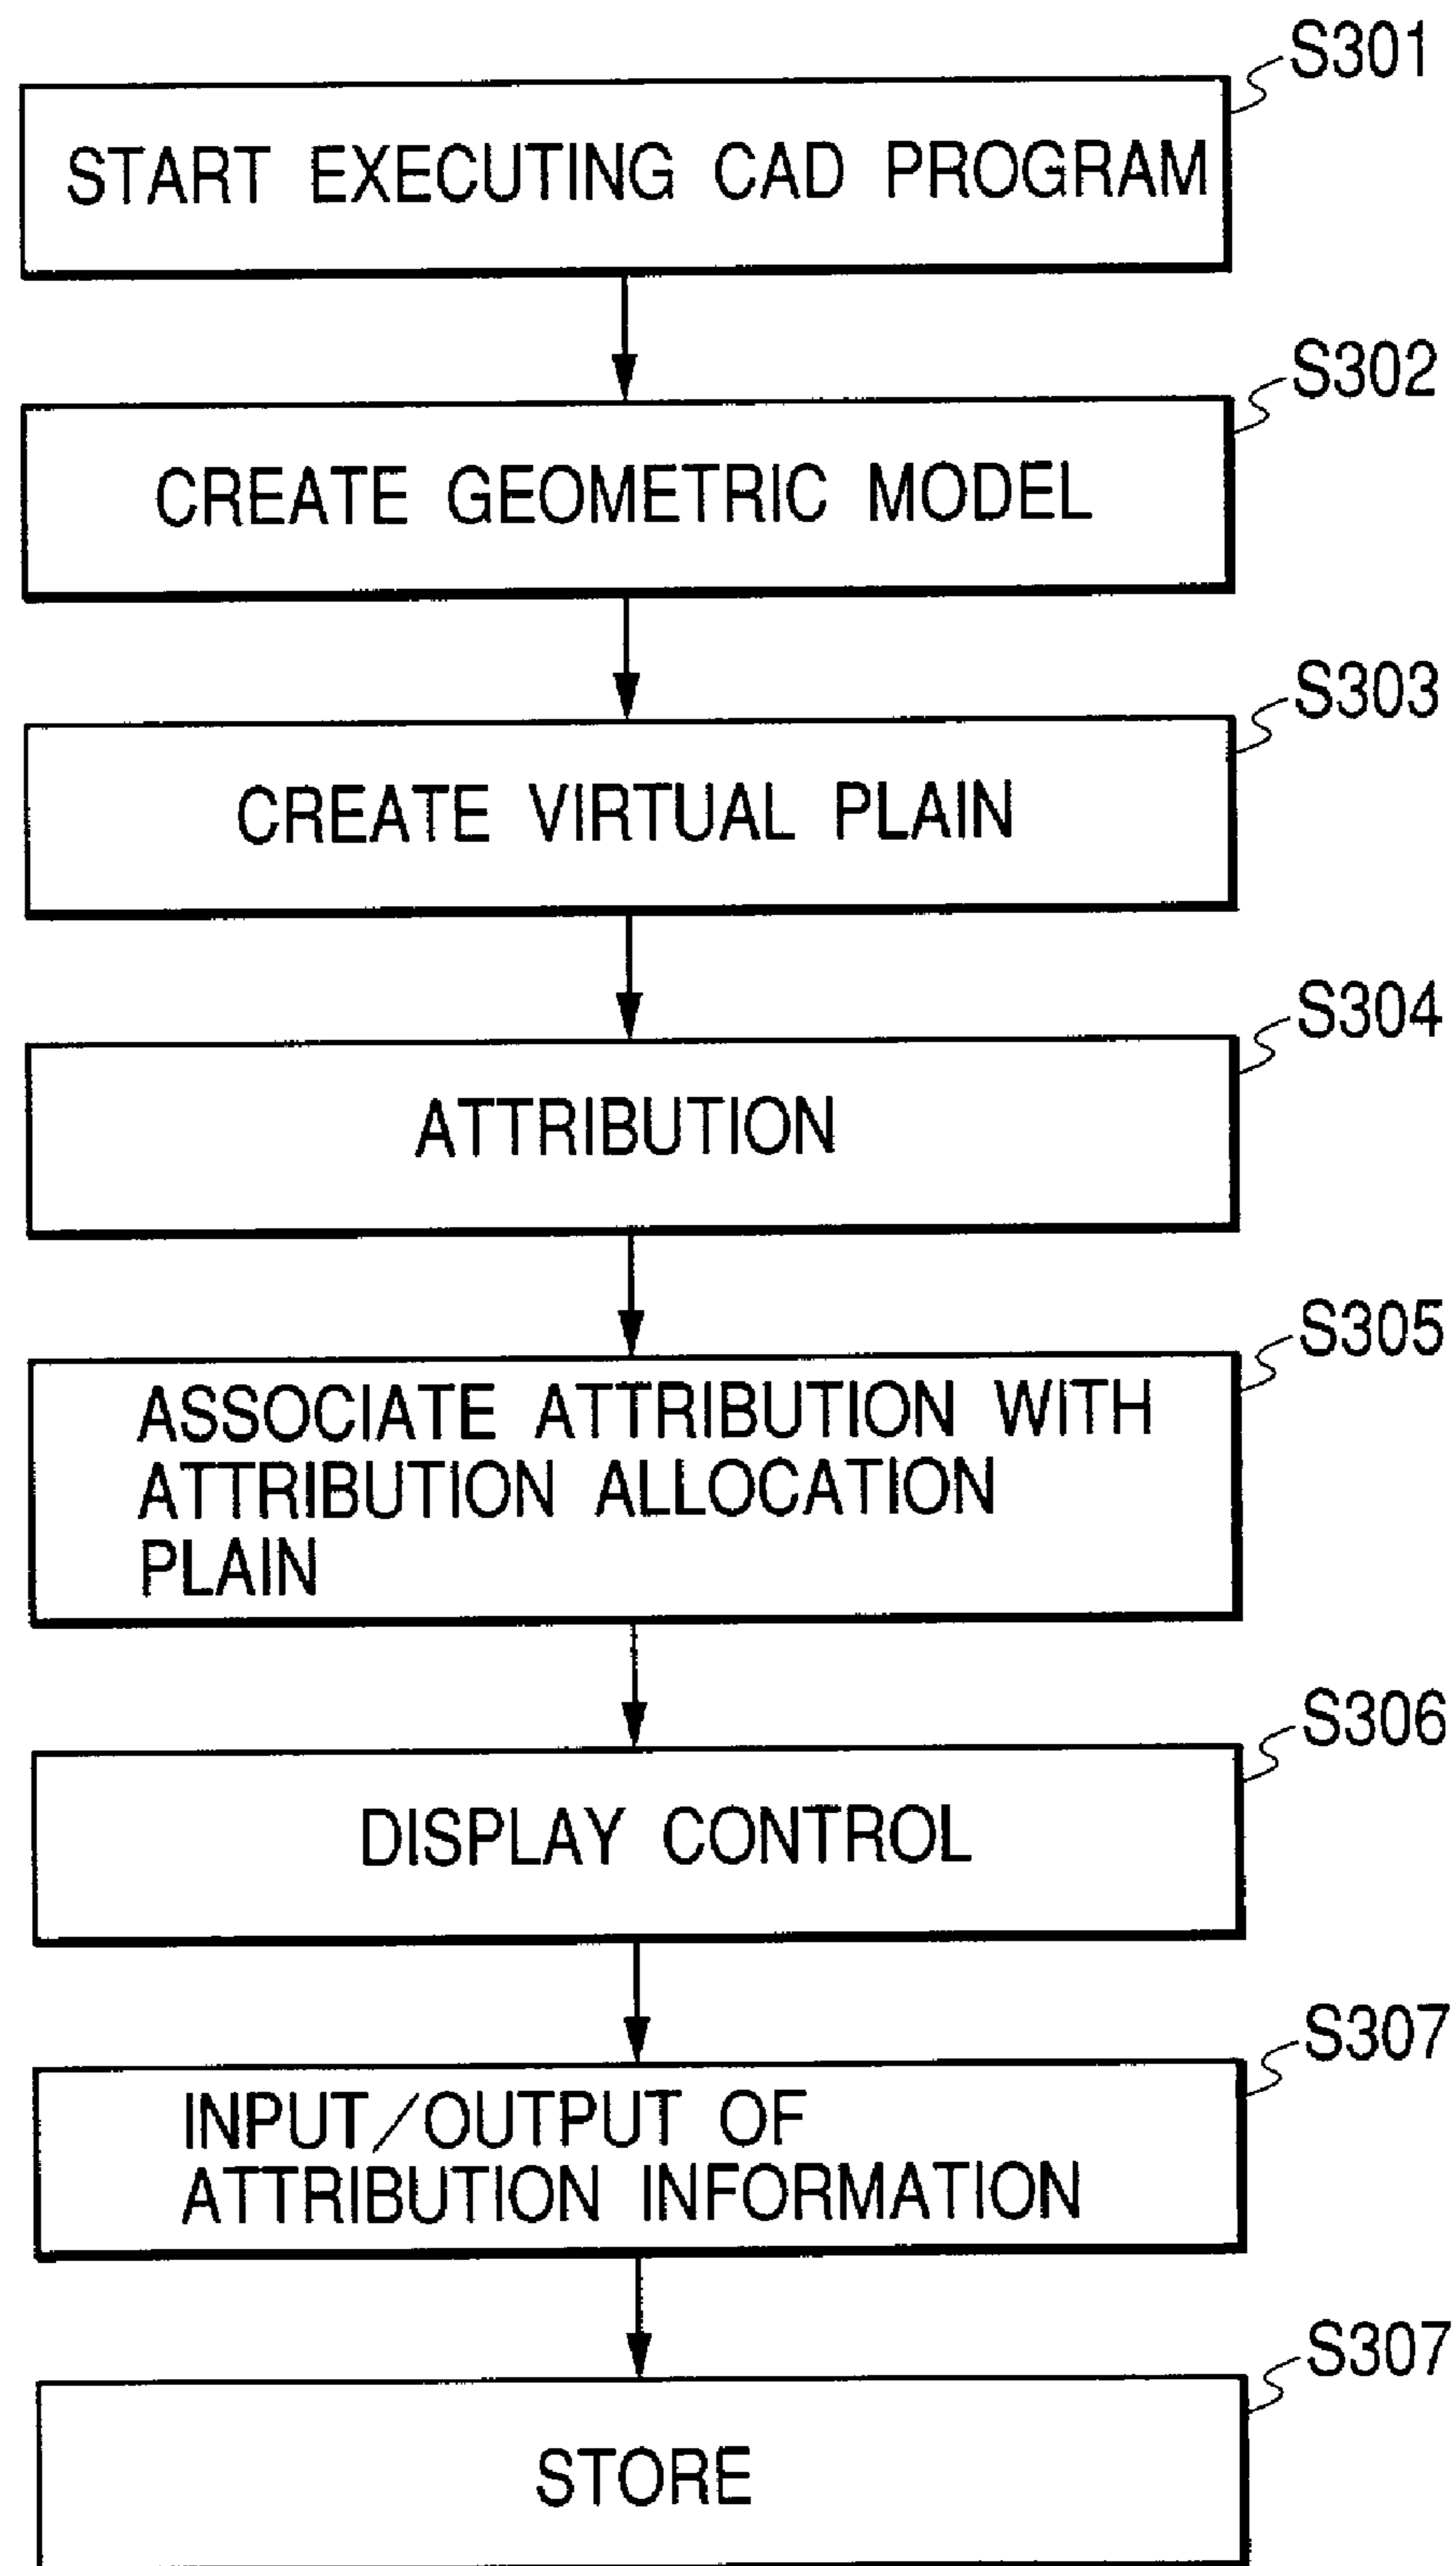 S301
START EXECUTING CAD PROGRAM
S302
CREATE GEOMETRIC MODEL
S303
CREATE VIRTUAL PLAIN
S304
ATTRIBUTION
S305
ASSOCIATE ATTRIBUTION WITH
ATTRIBUTION ALLOCATION
PLAIN
S306
DISPLAY CONTROL
S307
INPUT/OUTPUT OF
ATTRIBUTION INFORMATION
S307
STORE